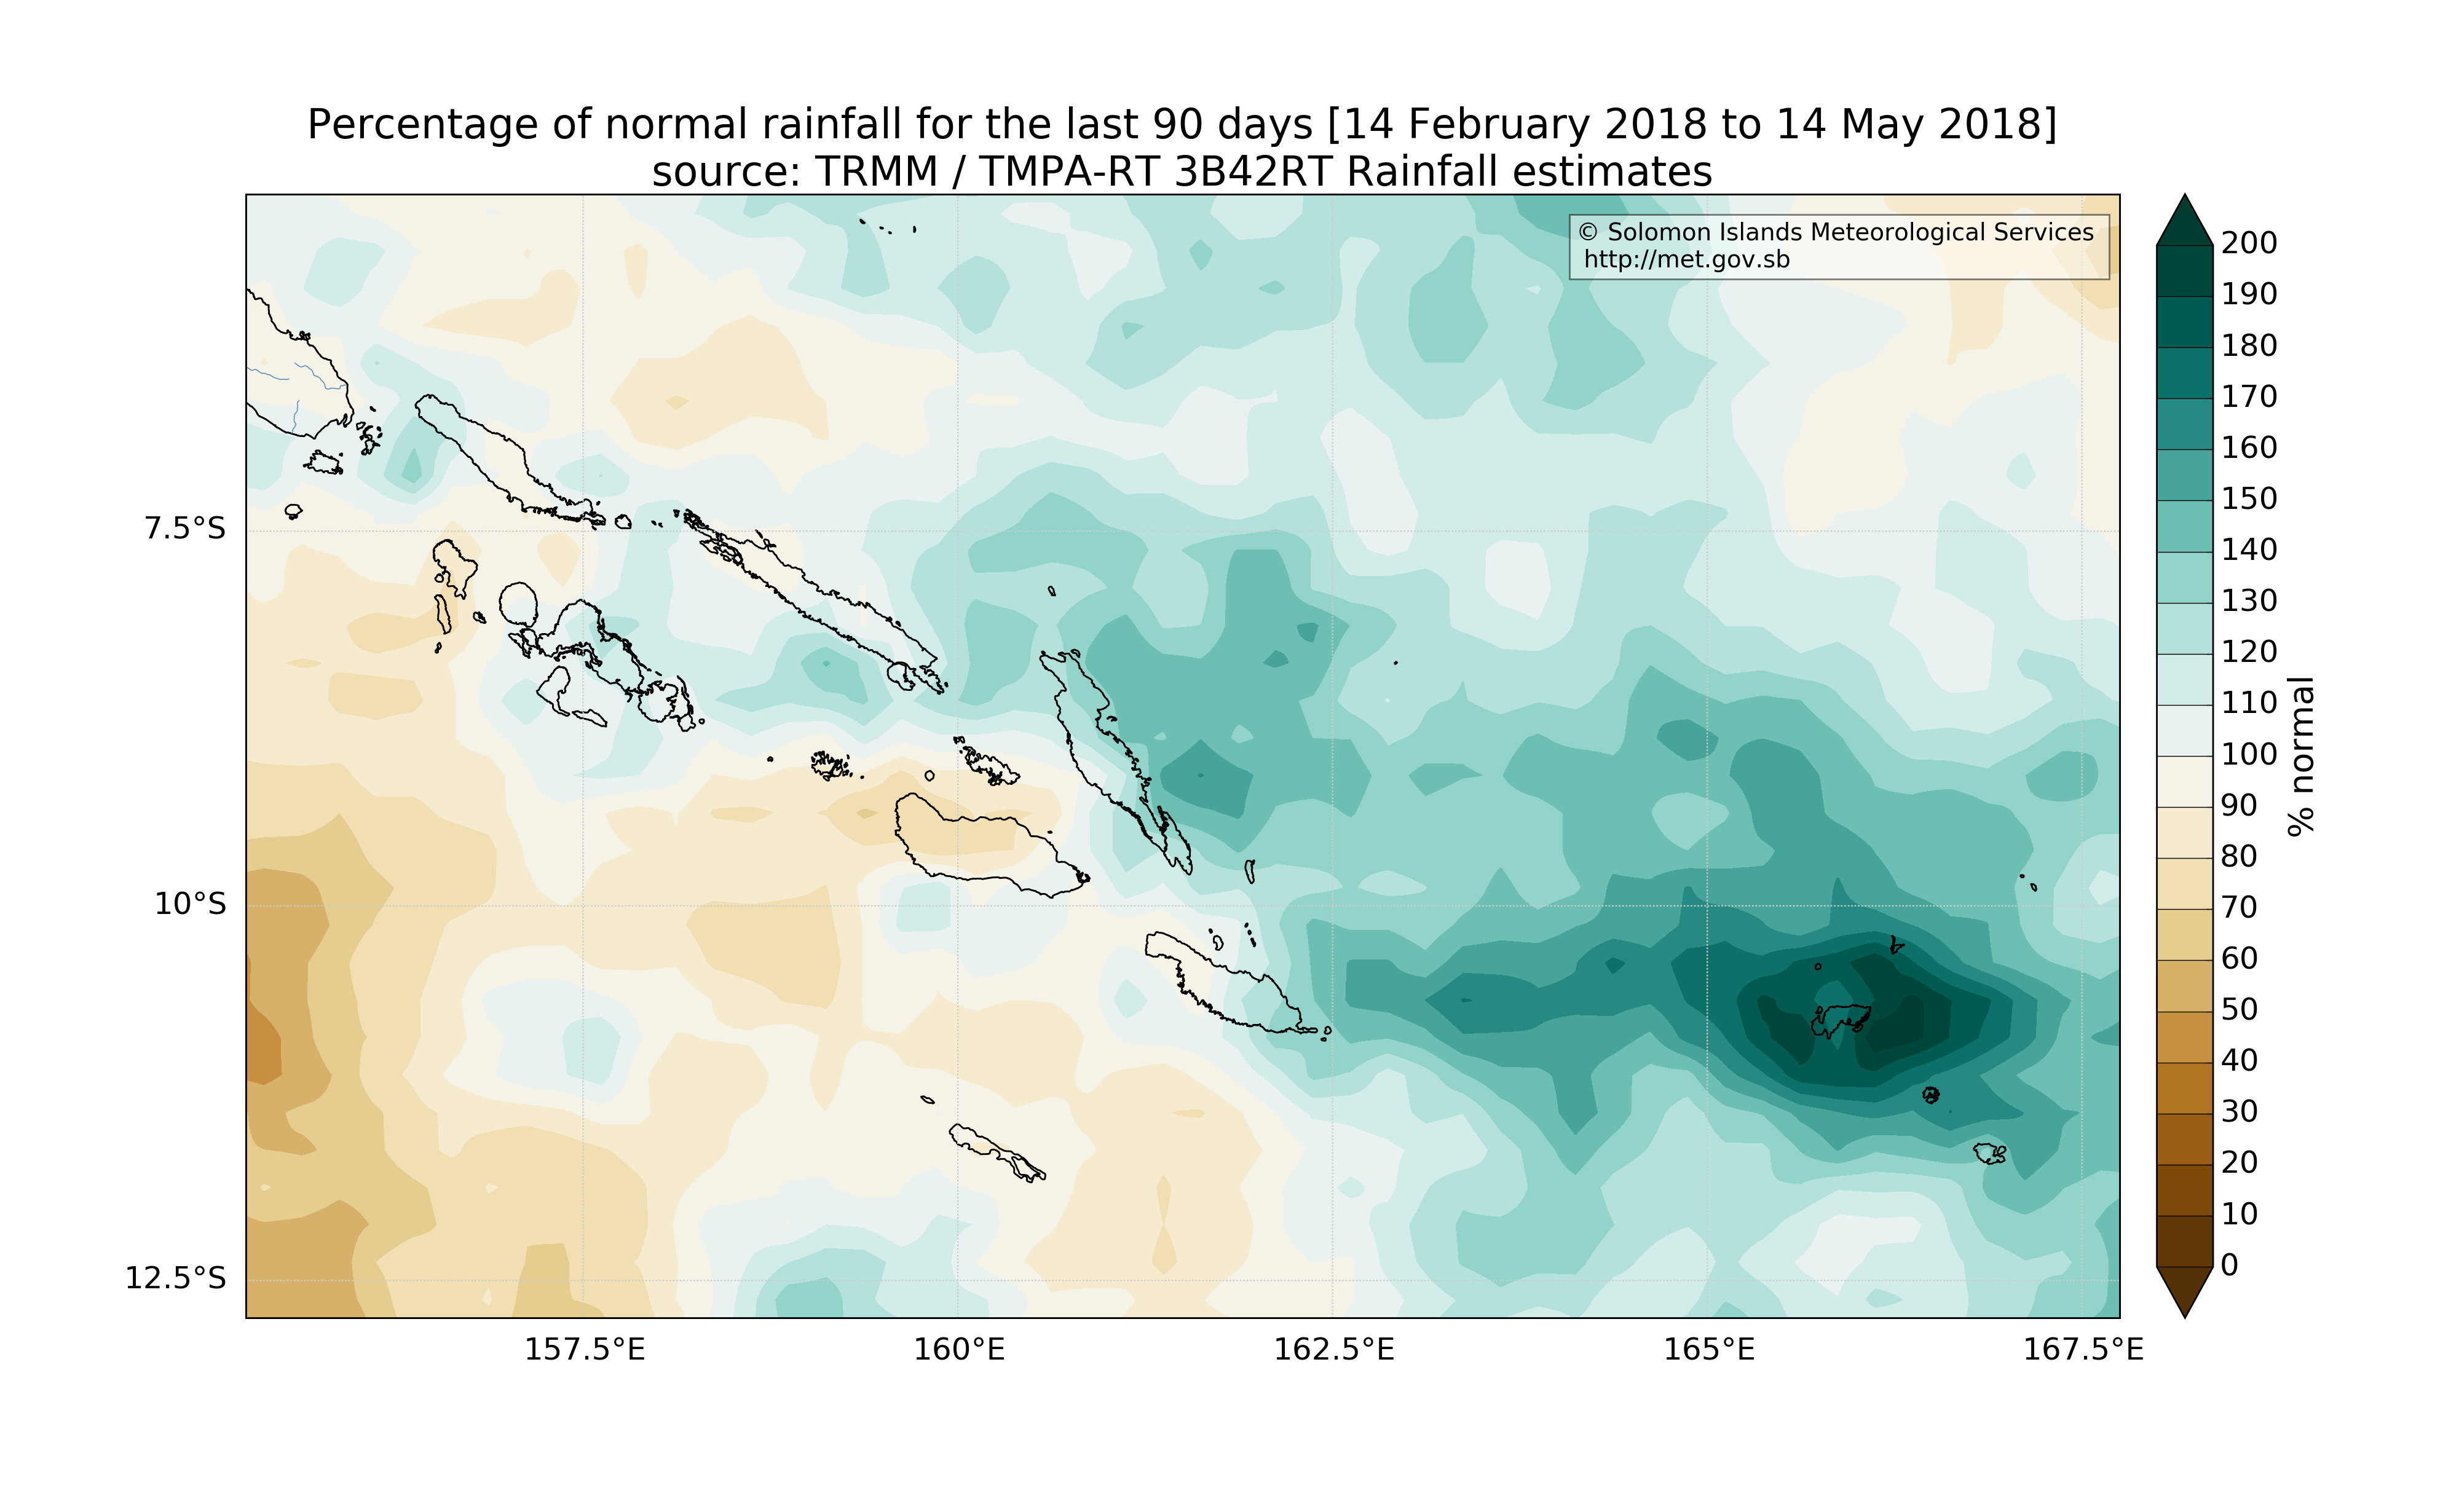 Percentage of normal rainfall for the last 90 days [14 February 2018 to 14 May 2018]
source: TRMM / TMPA-RT 3B42RT Rainfall estimates
© Solomon Islands Meteorological Services
http://met.gov.sb
7.5°S
10°S
12.5°S
157.5°E
160°E
162.5°E
165°E
167.5°E
200
190
180
170
160
150
140
130
120
110
100
90
80
70
60
50
40
30
20
10
0
% normal